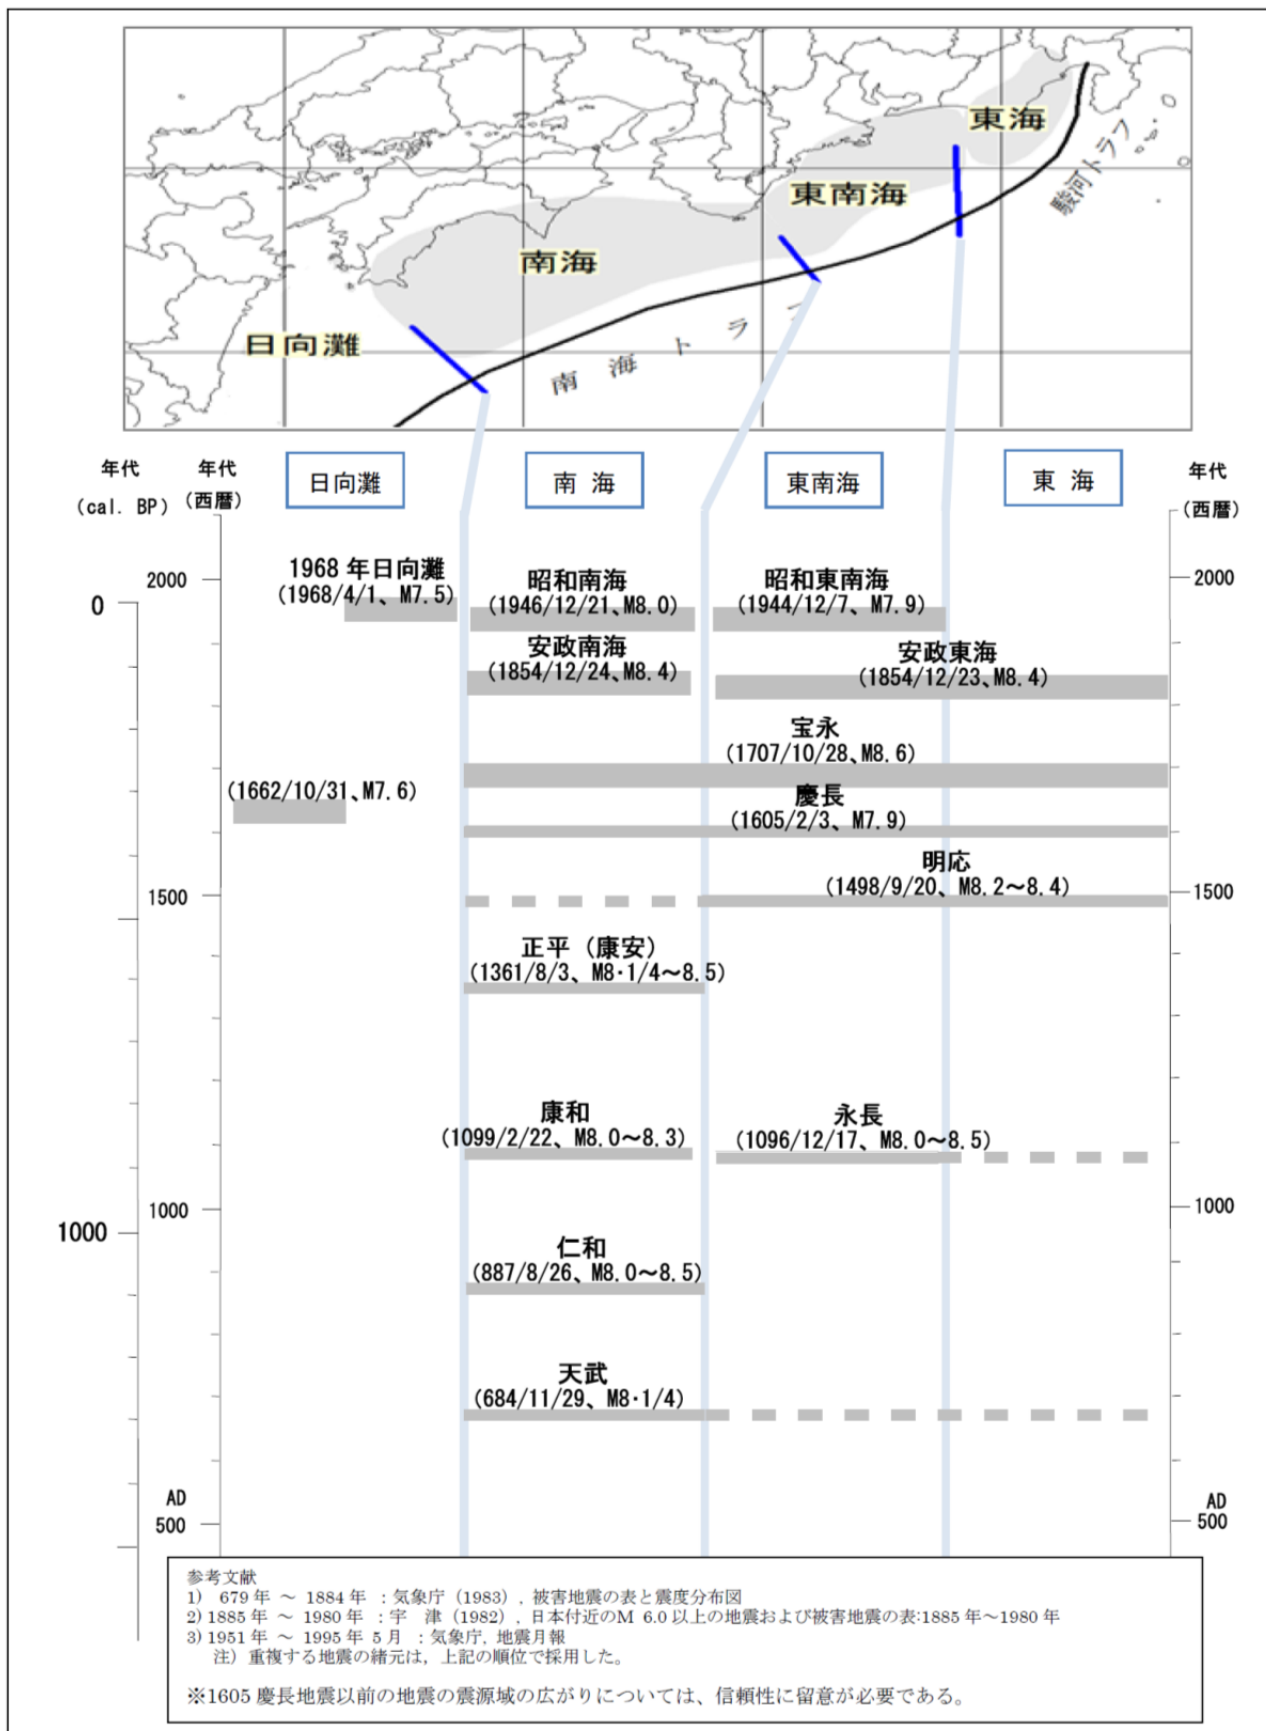 東海
東南海
駿河トラフ
南海
日向灘
南海トラフ
年代
(cal. BP)
年代
(西暦)
日向灘
南 海
東南海
東 海
年代
(西暦)
2000
1968 年日向灘
(1968/4/1、M7.5)
昭和南海
(1946/12/21、M8.0)
昭和東南海
(1944/12/7、M7.9)
2000
0
安政南海
(1854/12/24、M8.4)
安政東海
(1854/12/23、M8.4)
宝永
(1707/10/28、M8.6)
(1662/10/31、M7.6)
慶長
(1605/2/3、M7.9)
明応
(1498/9/20、M8.2～8.4)
1500
1500
正平（康安）
(1361/8/3、M8·1/4～8.5)
康和
(1099/2/22、M8.0～8.3)
永長
(1096/12/17、M8.0～8.5)
1000
1000
1000
仁和
(887/8/26、M8.0～8.5)
天武
(684/11/29、M8·1/4)
AD
500
AD
500
参考文献
1) 679 年 ～ 1884 年 ：気象庁（1983）, 被害地震の表と震度分布図
2) 1885 年 ～ 1980 年 ：宇 津（1982）, 日本付近のM 6.0 以上の地震および被害地震の表:1885 年～1980 年
3) 1951 年 ～ 1995 年 5 月 ：気象庁, 地震月報
注）重複する地震の緒元は，上記の順位で採用した。
※1605 慶長地震以前の地震の震源域の広がりについては、信頼性に留意が必要である。